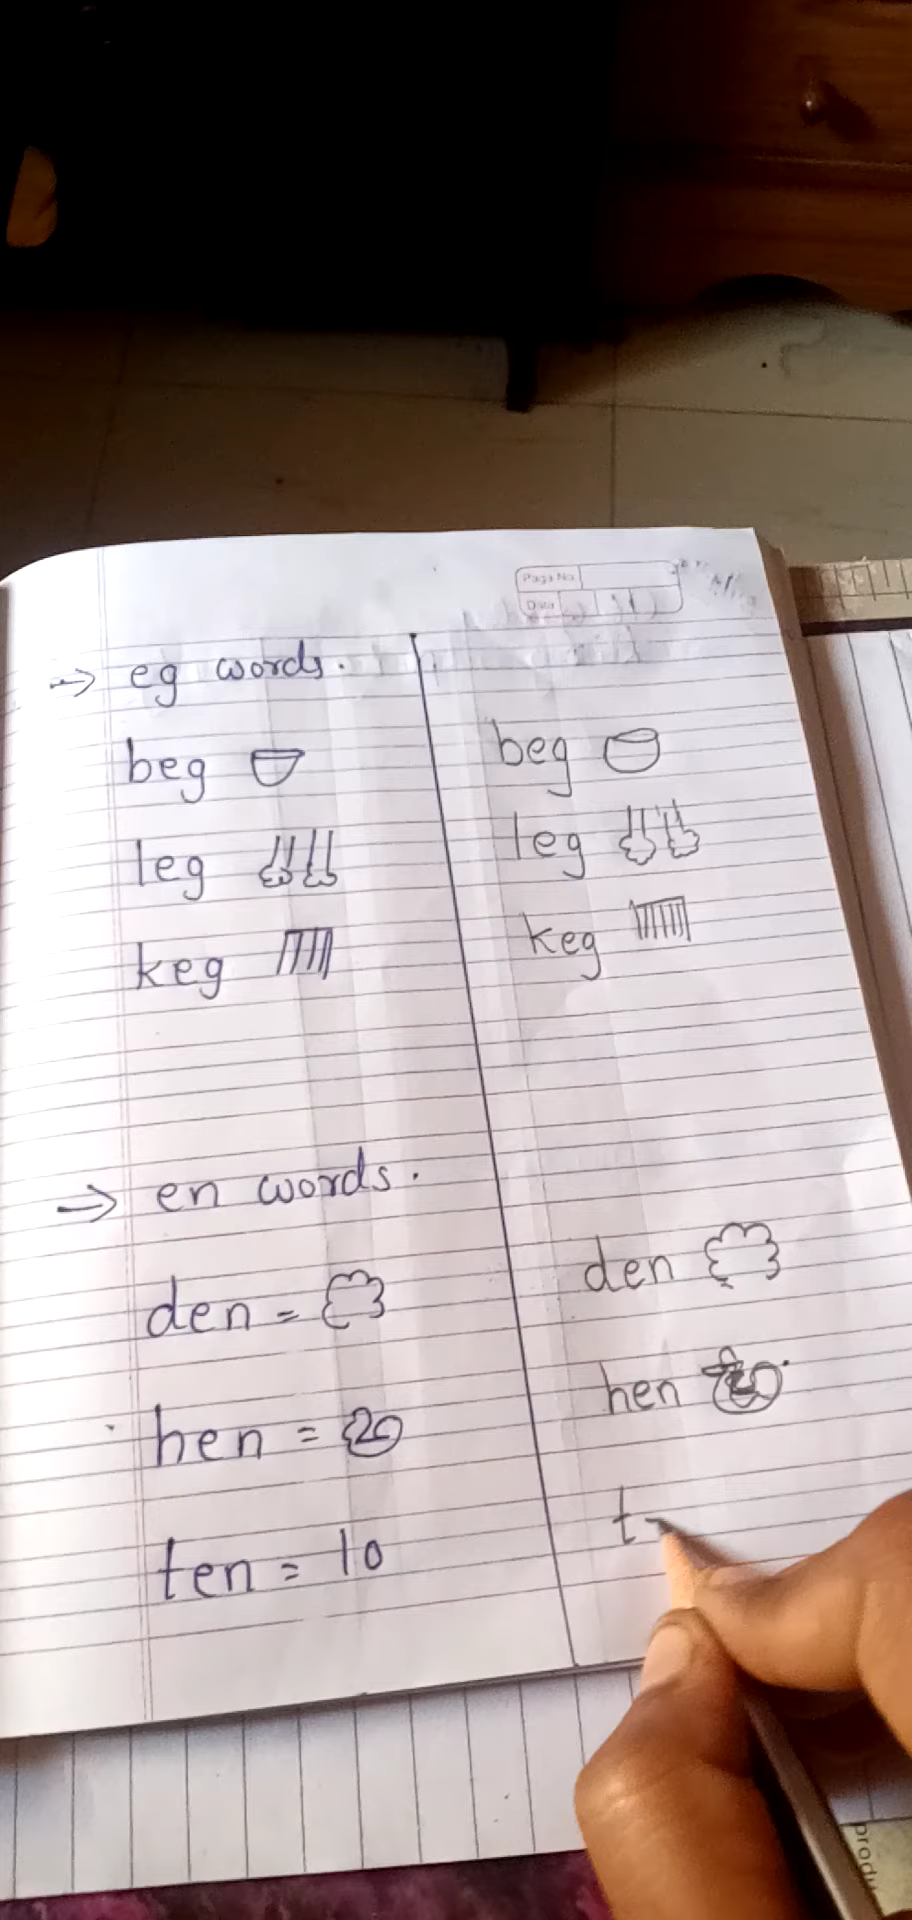 Page No.
Date
→ eg words.
beg
leg
keg
→ en words.
den =
hen =
ten = 10
beg
leg
keg
den
hen
t
produ